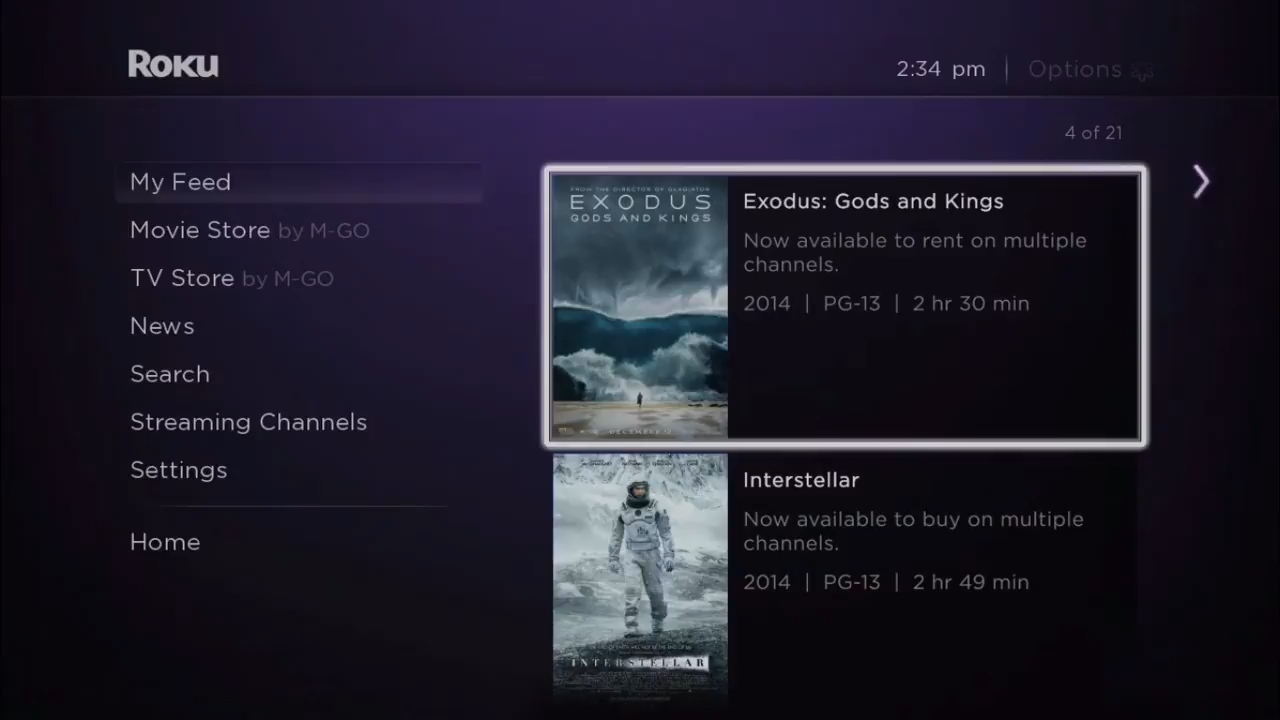 Roku
2:34 pm | Options
4 of 21
My Feed
Movie Store by M-GO
TV Store by M-GO
News
Search
Streaming Channels
Settings
Home
FROM THE DIRECTOR OF GLADIATOR
EXODUS
GODS AND KINGS
DECEMBER 12
Exodus: Gods and Kings
Now available to rent on multiple
channels.
2014 | PG-13 | 2 hr 30 min
INTERSTELLAR
Interstellar
Now available to buy on multiple
channels.
2014 | PG-13 | 2 hr 49 min